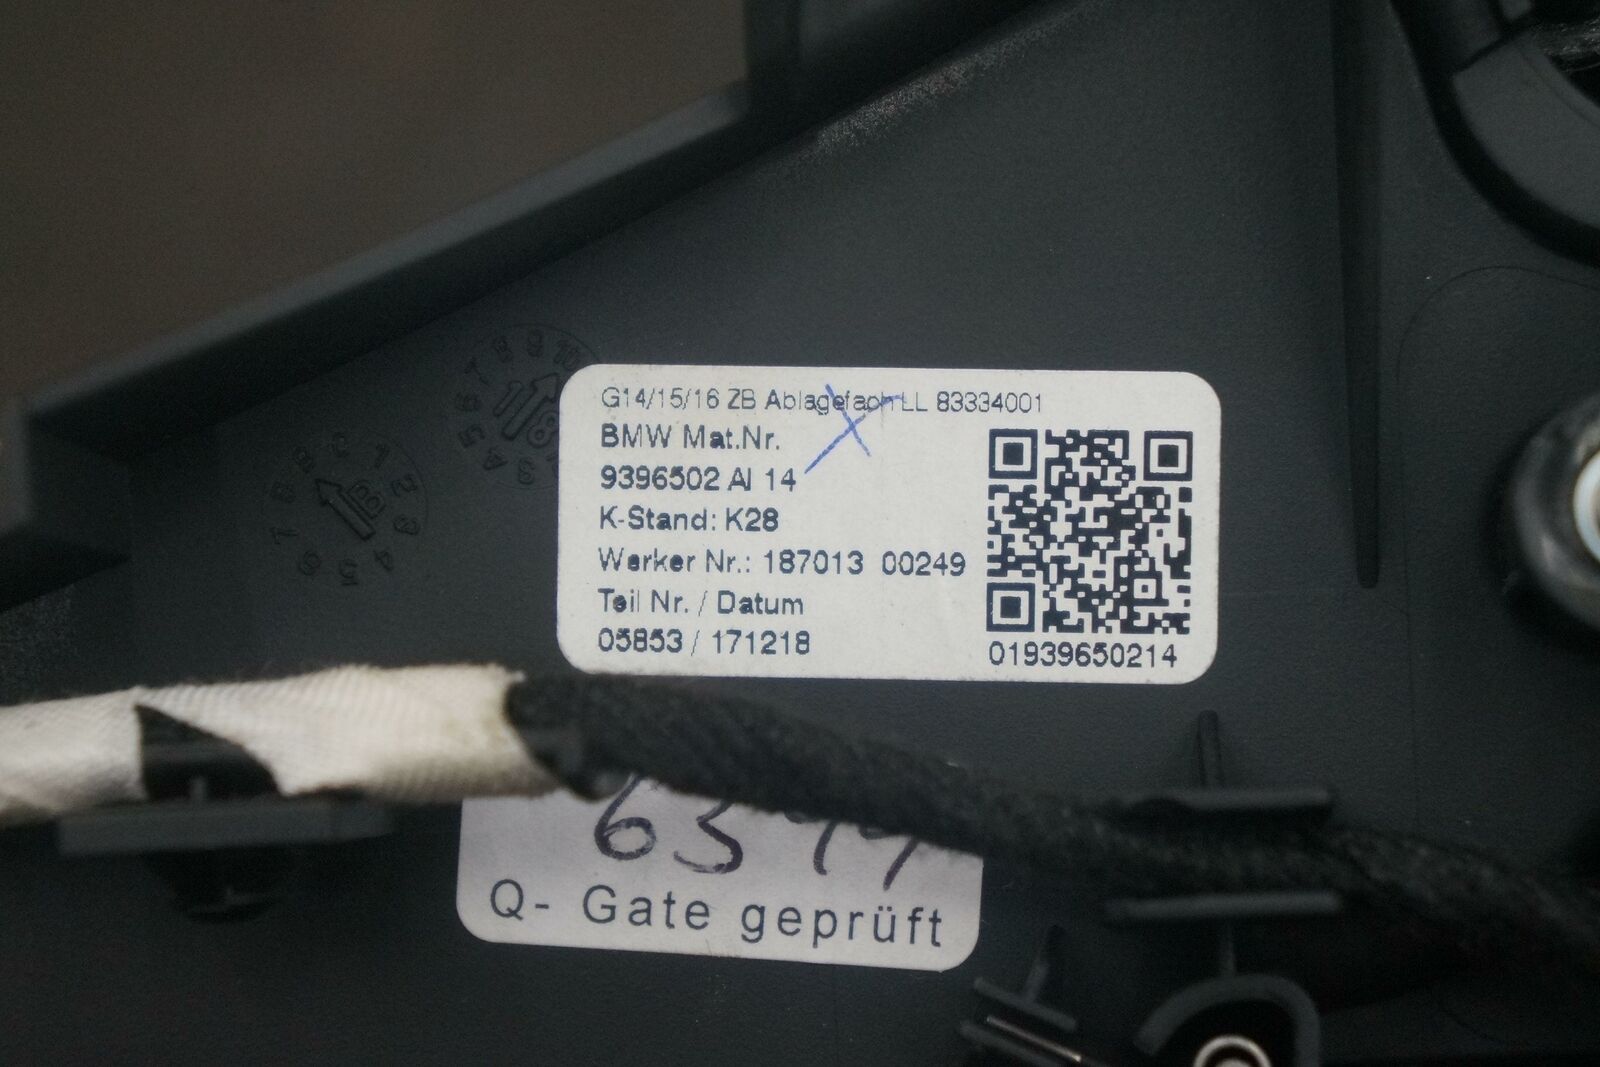 G14/15/16 ZB Ablagefach LL 83334001
BMW Mat.Nr.
9396502 AI 14
K-Stand: K28
Werker Nr.: 187013 00249
Teil Nr. / Datum
05853 / 171218
01939650214
Q- Gate geprüft